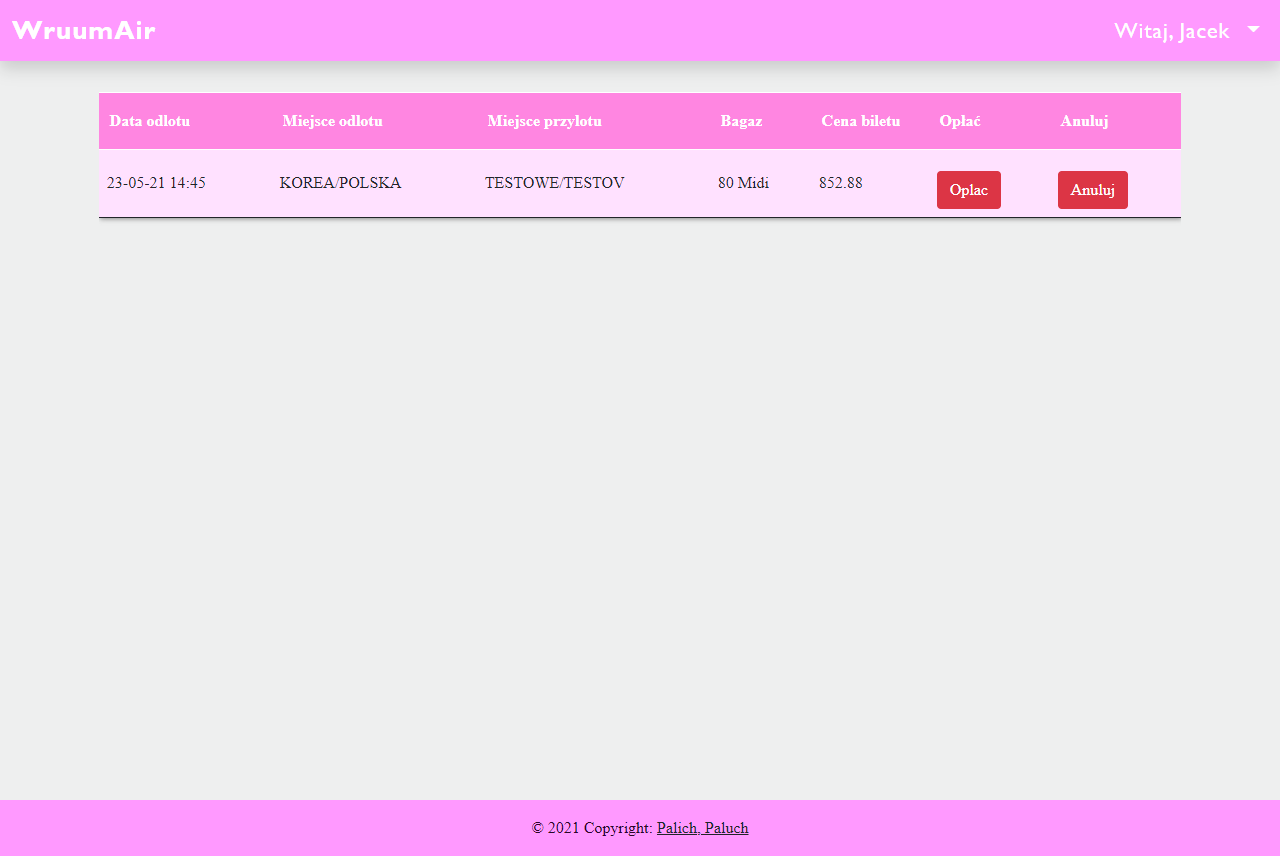 WruumAir
Witaj, Jacek
Data odlotu Miejsce odlotu Miejsce przylotu Bagaz Cena biletu Opłać Anuluj
23-05-21 14:45 KOREA/POLSKA TESTOWE/TESTOV 80 Midi 852.88 Oplac Anuluj
© 2021 Copyright: Palich, Paluch